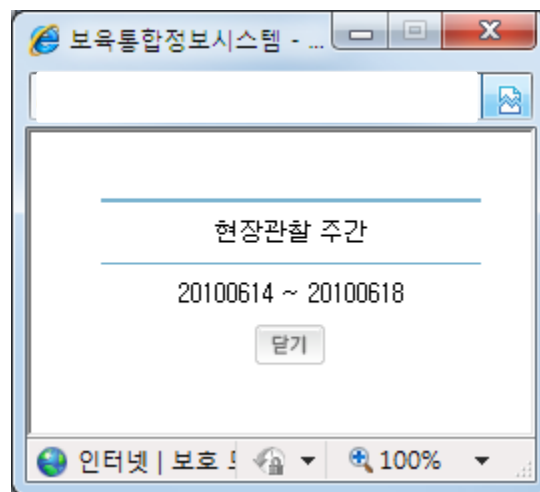 보육통합정보시스템 - ...
현장관찰 주간
20100614 ~ 20100618
닫기
인터넷 | 보호
100%